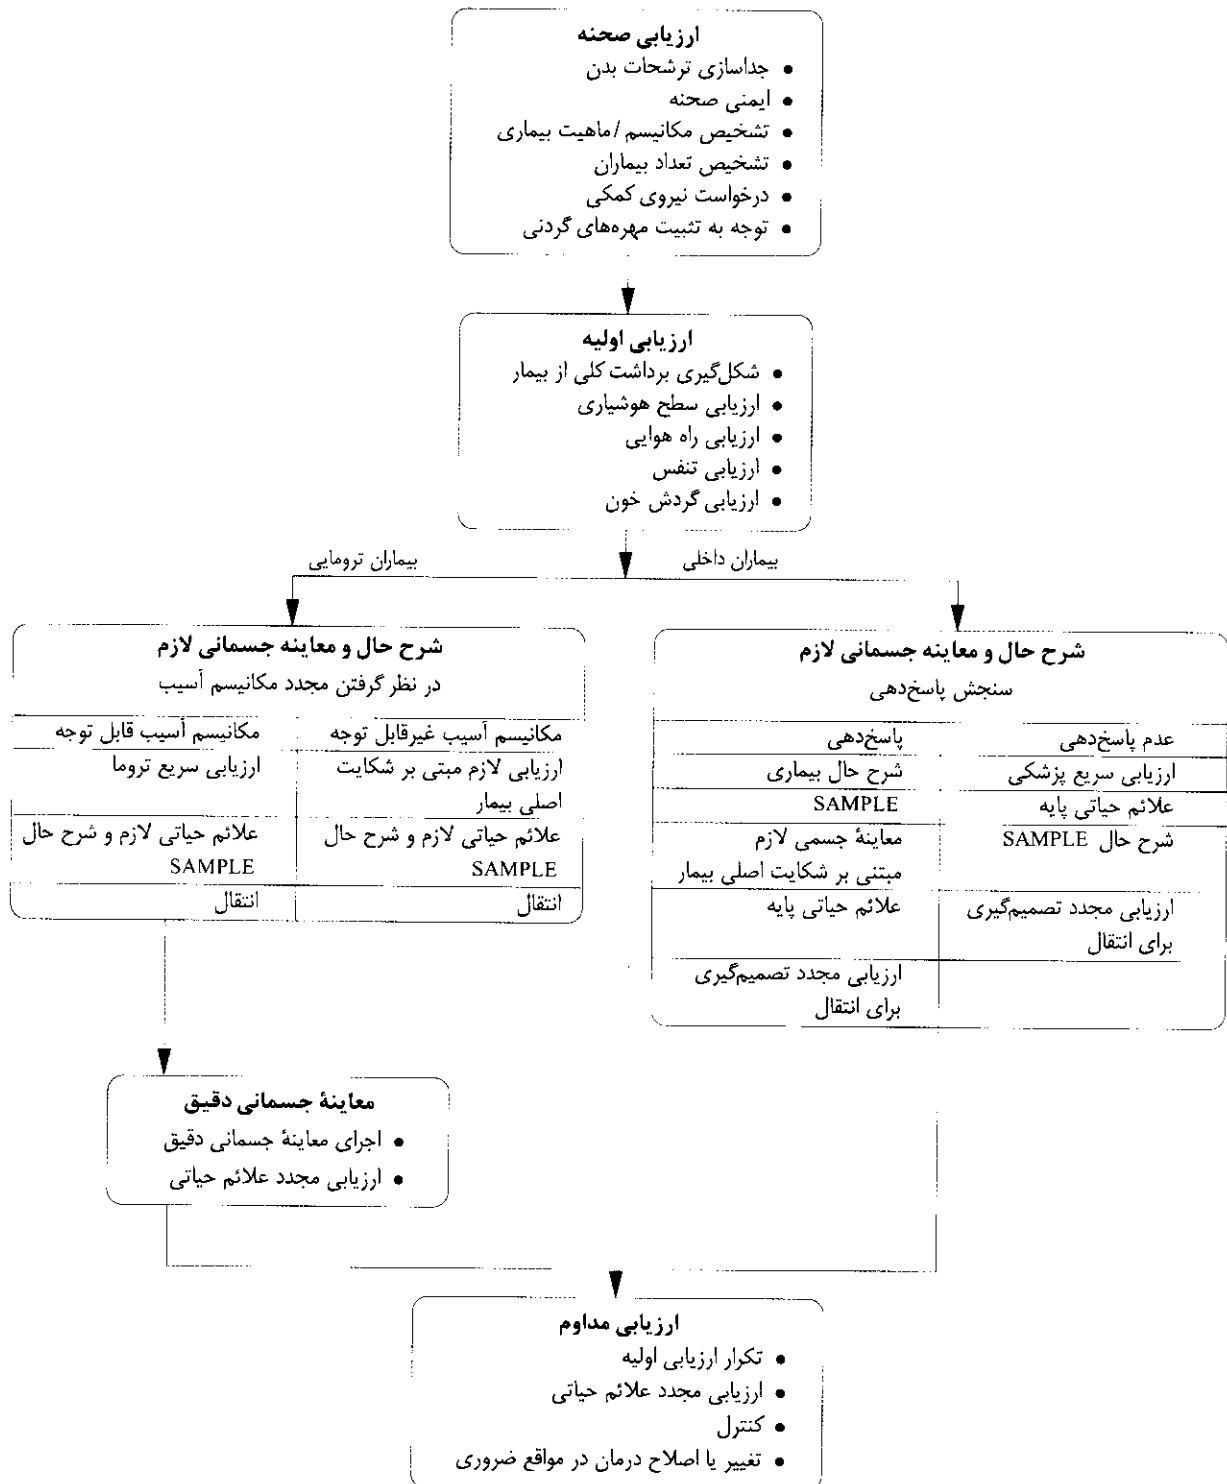 ارزیابی صحنه
● جداسازی ترشحات بدن
● ایمنی صحنه
● تشخیص مکانیسم /ماهیت بیماری
● تشخیص تعداد بیماران
● درخواست نیروی کمکی
● توجه به تثبیت مهره‌های گردنی
ارزیابی اولیه
● شکل‌گیری برداشت کلی از بیمار
● ارزیابی سطح هوشیاری
● ارزیابی راه هوایی
● ارزیابی تنفس
● ارزیابی گردش خون
بیماران داخلی
بیماران ترومایی
شرح حال و معاینه جسمانی لازم
سنجش پاسخ‌دهی
عدم پاسخ‌دهی
ارزیابی سریع پزشکی
علائم حیاتی پایه
شرح حال SAMPLE
ارزیابی مجدد تصمیم‌گیری
برای انتقال
پاسخ‌دهی
شرح حال بیماری
SAMPLE
معاینهٔ جسمی لازم
مبتنی بر شکایت اصلی بیمار
علائم حیاتی پایه
ارزیابی مجدد تصمیم‌گیری
برای انتقال
شرح حال و معاینه جسمانی لازم
در نظر گرفتن مجدد مکانیسم آسیب
مکانیسم آسیب غیرقابل توجه
ارزیابی لازم مبتی بر شکایت
اصلی بیمار
علائم حیاتی لازم و شرح حال
SAMPLE
انتقال
مکانیسم آسیب قابل توجه
ارزیابی سریع تروما
علائم حیاتی لازم و شرح حال
SAMPLE
انتقال
معاینهٔ جسمانی دقیق
● اجرای معاینهٔ جسمانی دقیق
● ارزیابی مجدد علائم حیاتی
ارزیابی مداوم
● تکرار ارزیابی اولیه
● ارزیابی مجدد علائم حیاتی
● کنترل
● تغییر یا اصلاح درمان در مواقع ضروری